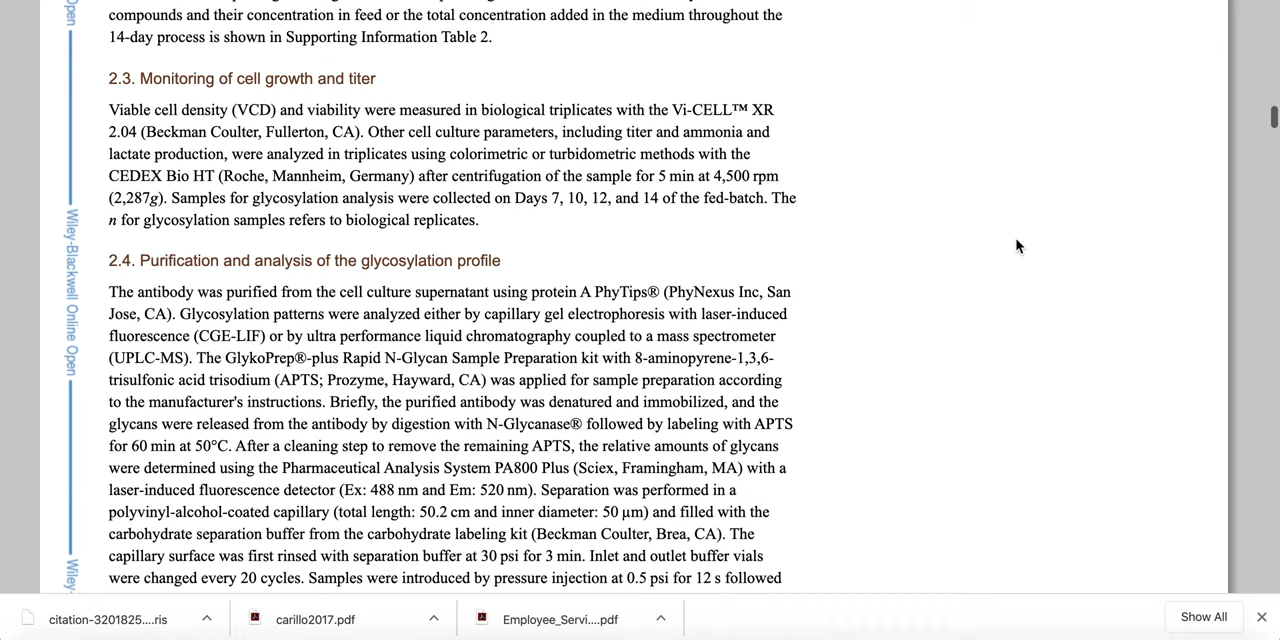 compounds and their concentration in feed or the total concentration added in the medium throughout the
14-day process is shown in Supporting Information Table 2.
2.3. Monitoring of cell growth and titer
Viable cell density (VCD) and viability were measured in biological triplicates with the Vi-CELL™ XR
2.04 (Beckman Coulter, Fullerton, CA). Other cell culture parameters, including titer and ammonia and
lactate production, were analyzed in triplicates using colorimetric or turbidometric methods with the
CEDEX Bio HT (Roche, Mannheim, Germany) after centrifugation of the sample for 5 min at 4,500 rpm
(2,287g). Samples for glycosylation analysis were collected on Days 7, 10, 12, and 14 of the fed-batch. The
n for glycosylation samples refers to biological replicates.
2.4. Purification and analysis of the glycosylation profile
The antibody was purified from the cell culture supernatant using protein A PhyTips® (PhyNexus Inc, San
Jose, CA). Glycosylation patterns were analyzed either by capillary gel electrophoresis with laser-induced
fluorescence (CGE-LIF) or by ultra performance liquid chromatography coupled to a mass spectrometer
(UPLC-MS). The GlykoPrep®-plus Rapid N-Glycan Sample Preparation kit with 8-aminopyrene-1,3,6-
trisulfonic acid trisodium (APTS; Prozyme, Hayward, CA) was applied for sample preparation according
to the manufacturer's instructions. Briefly, the purified antibody was denatured and immobilized, and the
glycans were released from the antibody by digestion with N-Glycanase® followed by labeling with APTS
for 60 min at 50°C. After a cleaning step to remove the remaining APTS, the relative amounts of glycans
were determined using the Pharmaceutical Analysis System PA800 Plus (Sciex, Framingham, MA) with a
laser-induced fluorescence detector (Ex: 488 nm and Em: 520 nm). Separation was performed in a
polyvinyl-alcohol-coated capillary (total length: 50.2 cm and inner diameter: 50 μm) and filled with the
carbohydrate separation buffer from the carbohydrate labeling kit (Beckman Coulter, Brea, CA). The
capillary surface was first rinsed with separation buffer at 30 psi for 3 min. Inlet and outlet buffer vials
were changed every 20 cycles. Samples were introduced by pressure injection at 0.5 psi for 12 s followed
Open
Wiley-Blackwell Online Open
Wiley-
citation-3201825....ris
carillo2017.pdf
Employee_Servi....pdf
Show All